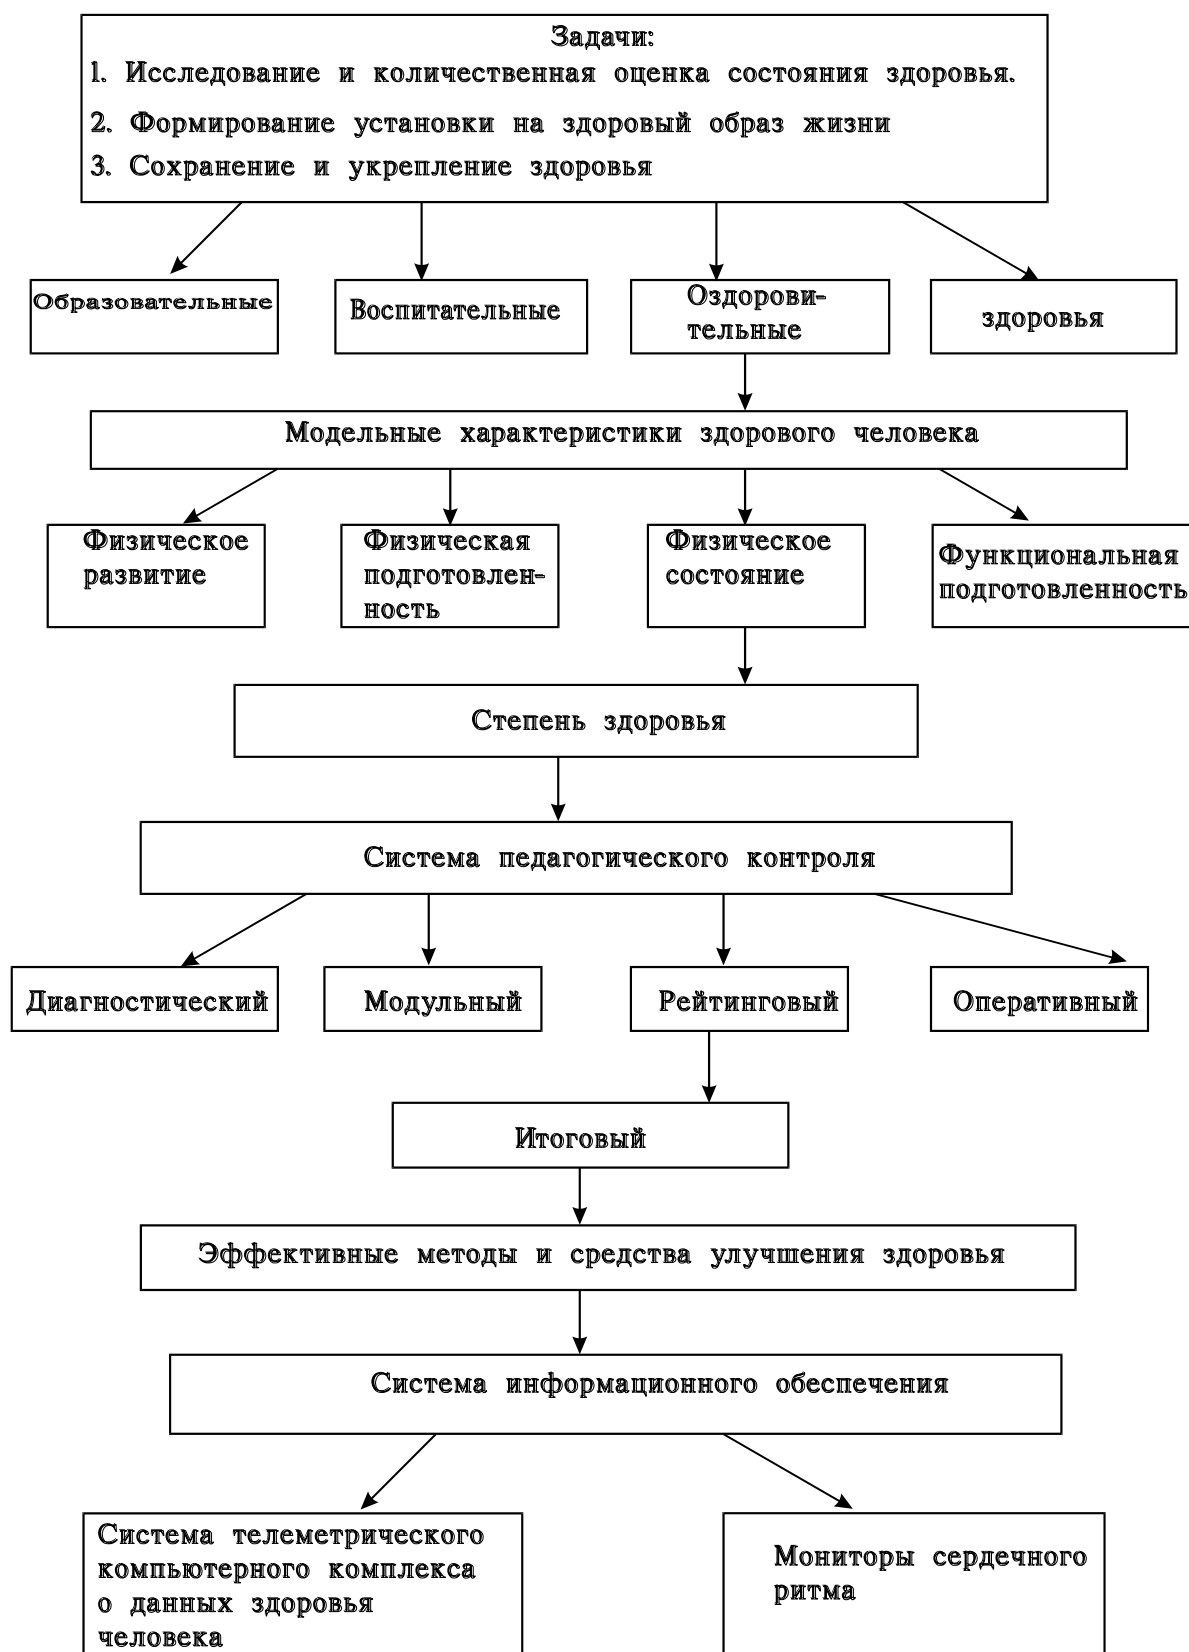 Задачи:
1. Исследование и количественная оценка состояния здоровья.
2. Формирование установки на здоровый образ жизни
3. Сохранение и укрепление здоровья
Образовательные
Воспитательные
Оздорови-
тельные
здоровья
Модельные характеристики здорового человека
Физическое
развитие
Физическая
подготовлен-
ность
Физическое
состояние
Функциональная
подготовленность
Степень здоровья
Система педагогического контроля
Диагностический
Модульный
Рейтинговый
Оперативный
Итоговый
Эффективные методы и средства улучшения здоровья
Система информационного обеспечения
Система телеметрического
компьютерного комплекса
о данных здоровья
человека
Мониторы сердечного
ритма